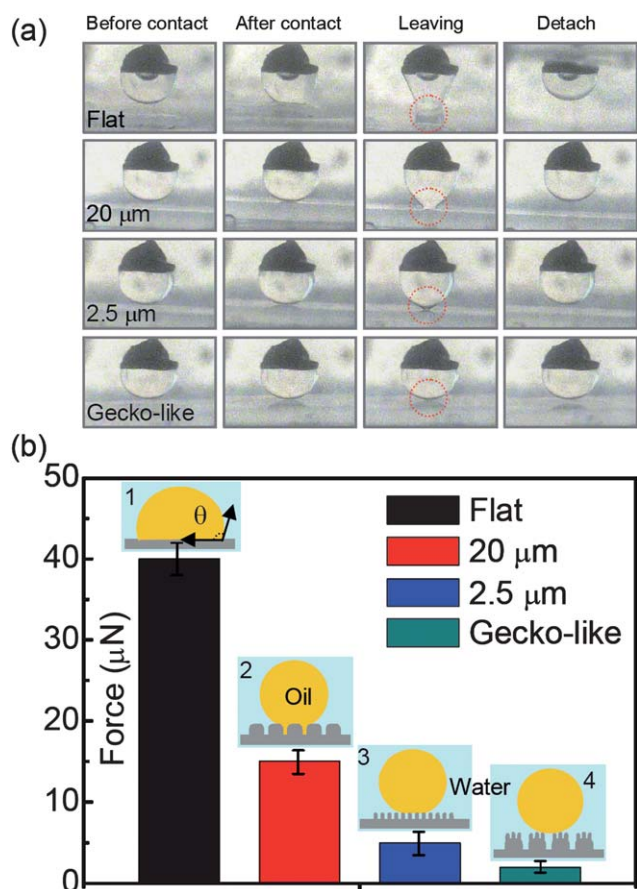 (a)
Before contact After contact Leaving Detach
Flat
20 μm
2.5 μm
Gecko-like
(b)
50
40
30
20
10
0
Force (μN)
1
θ
2
Oil
3
Water
4
Flat
20 μm
2.5 μm
Gecko-like